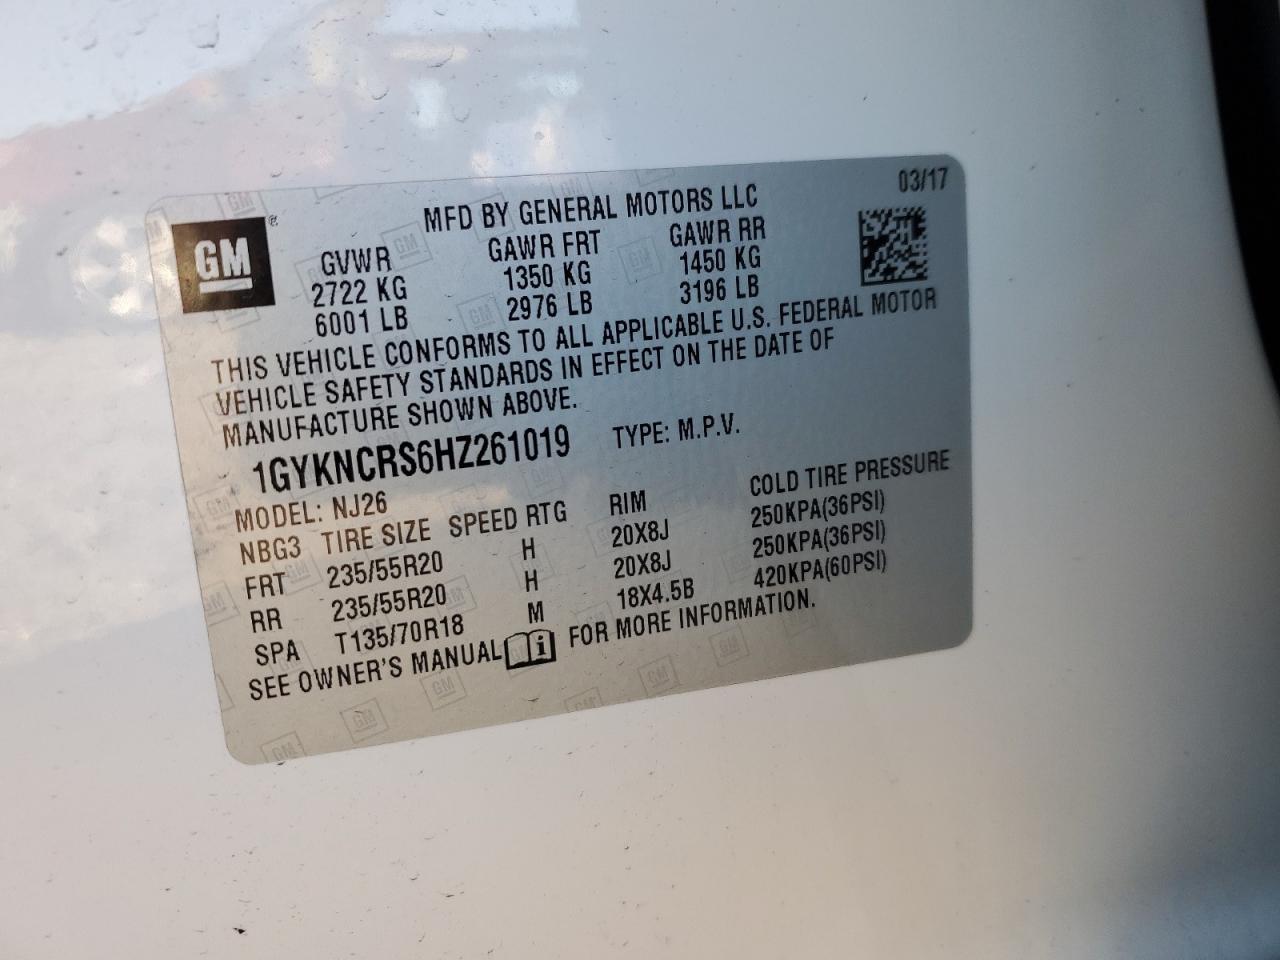 03/17
GM®
MFD BY GENERAL MOTORS LLC
GVWR GAWR FRT GAWR RR
2722 KG 1350 KG 1450 KG
6001 LB 2976 LB 3196 LB
THIS VEHICLE CONFORMS TO ALL APPLICABLE U.S. FEDERAL MOTOR
VEHICLE SAFETY STANDARDS IN EFFECT ON THE DATE OF
MANUFACTURE SHOWN ABOVE.
1GYKNCRS6HZ261019 TYPE: M.P.V.
MODEL: NJ26
NBG3 TIRE SIZE SPEED RTG RIM COLD TIRE PRESSURE
FRT 235/55R20 H 20X8J 250KPA(36PSI)
RR 235/55R20 H 20X8J 250KPA(36PSI)
SPA T135/70R18 M 18X4.5B 420KPA(60PSI)
SEE OWNER'S MANUAL FOR MORE INFORMATION.